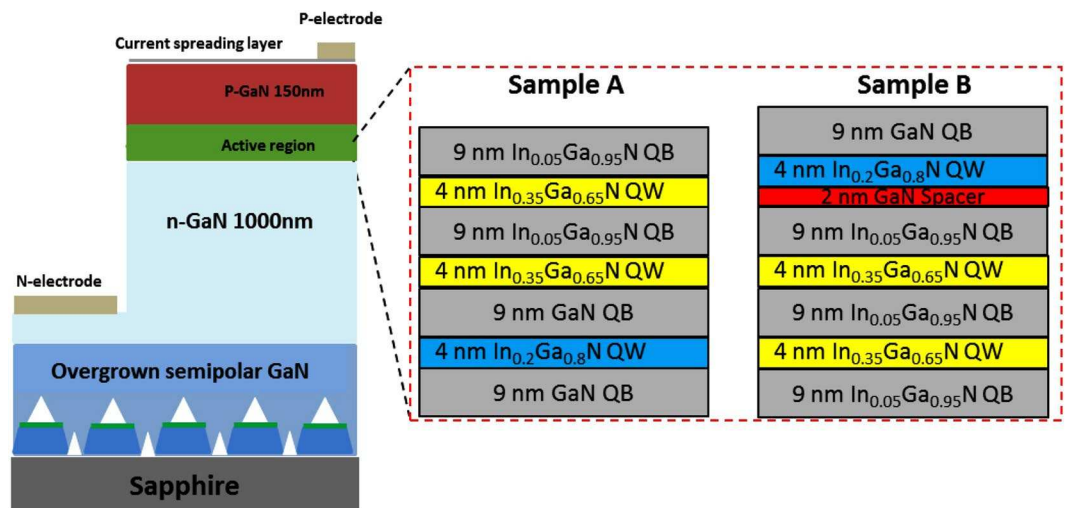 P-electrode
Current spreading layer
P-GaN 150nm
Active region
n-GaN 1000nm
N-electrode
Overgrown semipolar GaN
Sapphire
Sample A
9 nm In₀.₀₅Ga₀.₉₅N QB
4 nm In₀.₃₅Ga₀.₆₅N QW
9 nm In₀.₀₅Ga₀.₉₅N QB
4 nm In₀.₃₅Ga₀.₆₅N QW
9 nm GaN QB
4 nm In₀.₂Ga₀.₈N QW
9 nm GaN QB
Sample B
9 nm GaN QB
4 nm In₀.₂Ga₀.₈N QW
2 nm GaN Spacer
9 nm In₀.₀₅Ga₀.₉₅N QB
4 nm In₀.₃₅Ga₀.₆₅N QW
9 nm In₀.₀₅Ga₀.₉₅N QB
4 nm In₀.₃₅Ga₀.₆₅N QW
9 nm In₀.₀₅Ga₀.₉₅N QB